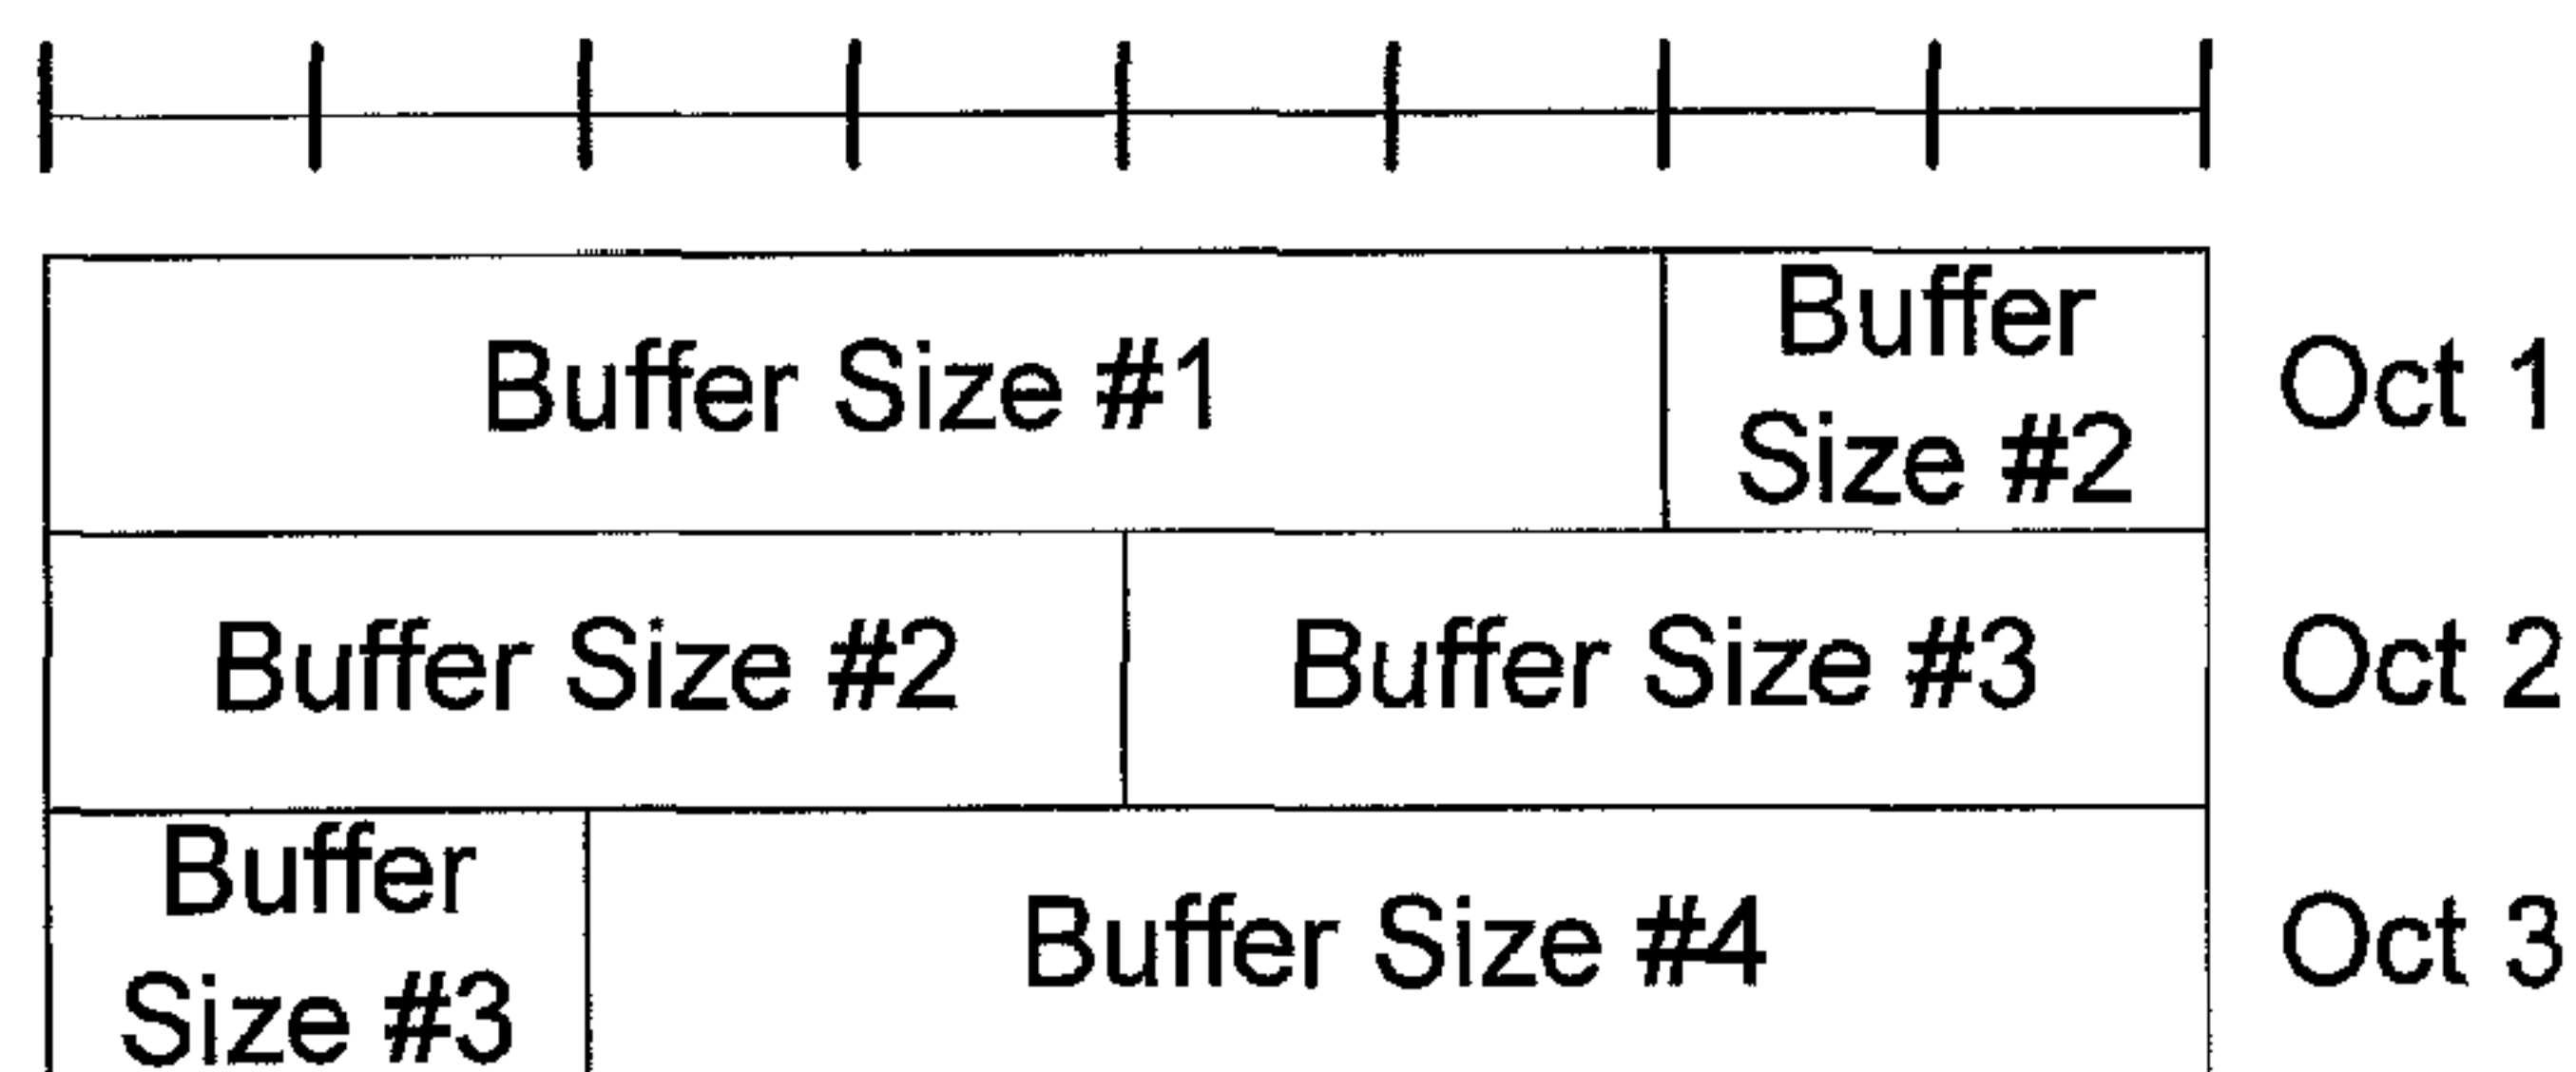 Buffer Size #1
Buffer
Size #2
Oct 1
Buffer Size #2
Buffer Size #3
Oct 2
Buffer
Size #3
Buffer Size #4
Oct 3